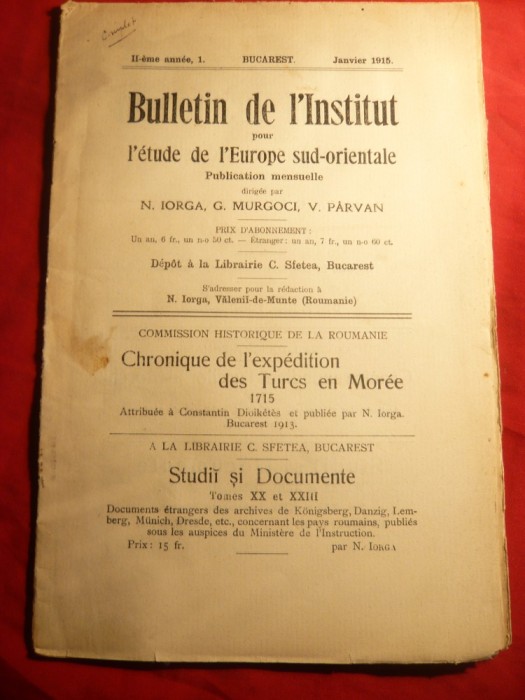 Complet
II-ème année, 1. BUCAREST. Janvier 1915.
Bulletin de l'Institut
pour
l'étude de l'Europe sud-orientale
Publication mensuelle
dirigée par
N. IORGA, G. MURGOCI, V. PÂRVAN
PRIX D'ABONNEMENT:
Un an, 6 fr., un n-o 50 ct. — Étranger: un an, 7 fr., un n-o 60 ct.
Dépôt à la Librairie C. Sfetea, Bucarest
S'adresser pour la rédaction à
N. Iorga, Vălenii-de-Munte (Roumanie)
COMMISSION HISTORIQUE DE LA ROUMANIE
Chronique de l'expédition
des Turcs en Morée
1715
Attribuée à Constantin Dioikétès et publiée par N. Iorga.
Bucarest 1913.
A LA LIBRAIRIE C. SFETEA, BUCAREST
Studiĭ și Documente
Tomes XX et XXIII
Documents étrangers des archives de Königsberg, Danzig, Lem-
berg, Münich, Dresde, etc., concernant les pays roumains, publiés
sous les auspices du Ministère de l'Instruction.
Prix: 15 fr. par N. IORGA